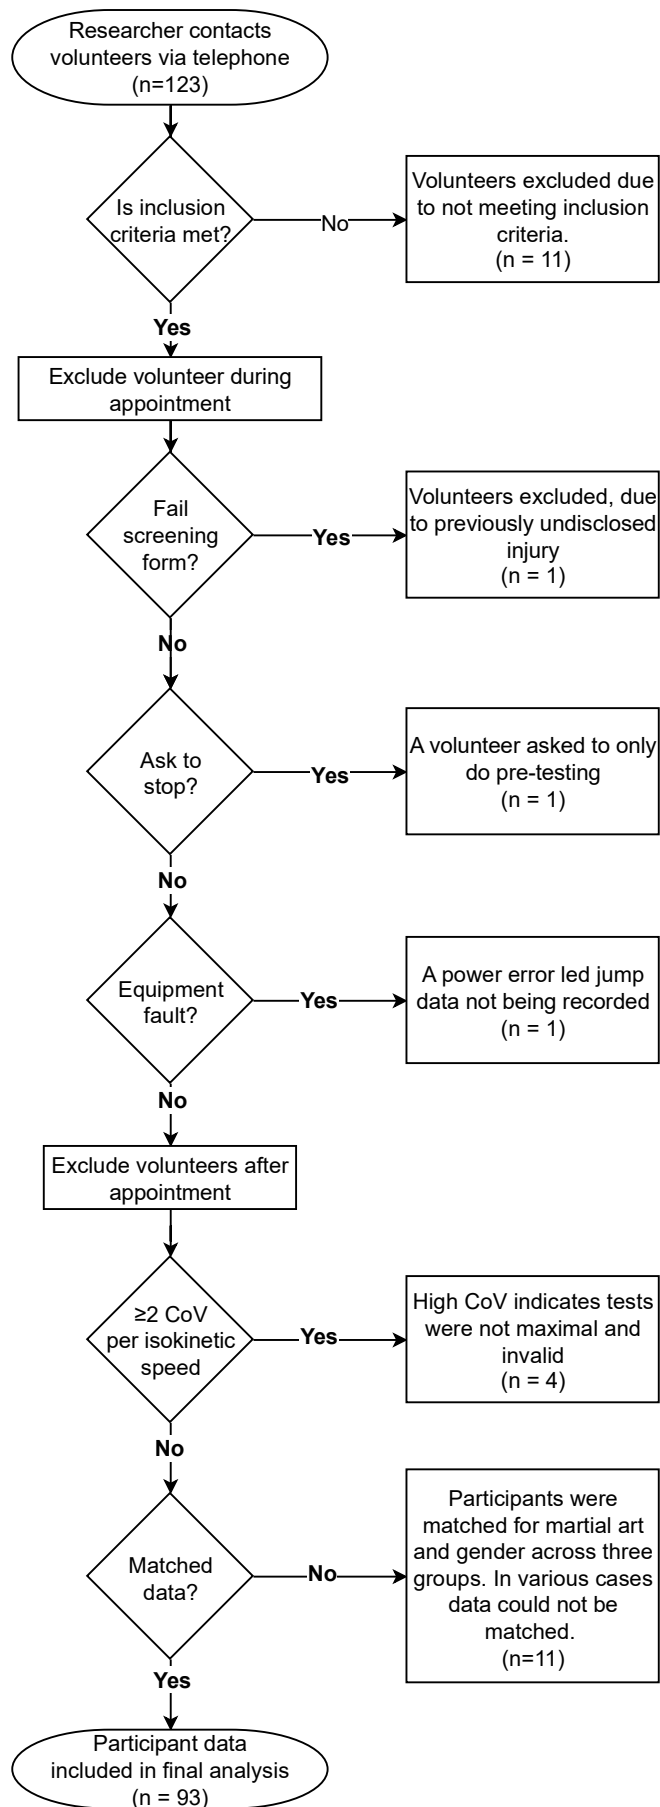 Researcher contacts
volunteers via telephone
(n=123)
Is inclusion
criteria met?
No
Volunteers excluded due
to not meeting inclusion
criteria.
(n = 11)
Yes
Exclude volunteer during
appointment
Fail
screening
form?
Yes
Volunteers excluded, due
to previously undisclosed
injury
(n = 1)
No
Ask to
stop?
Yes
A volunteer asked to only
do pre-testing
(n = 1)
No
Equipment
fault?
Yes
A power error led jump
data not being recorded
(n = 1)
No
Exclude volunteers after
appointment
≥2 CoV
per isokinetic
speed
Yes
High CoV indicates tests
were not maximal and
invalid
(n = 4)
No
Matched
data?
No
Participants were
matched for martial art
and gender across three
groups. In various cases
data could not be
matched.
(n=11)
Yes
Participant data
included in final analysis
(n = 93)